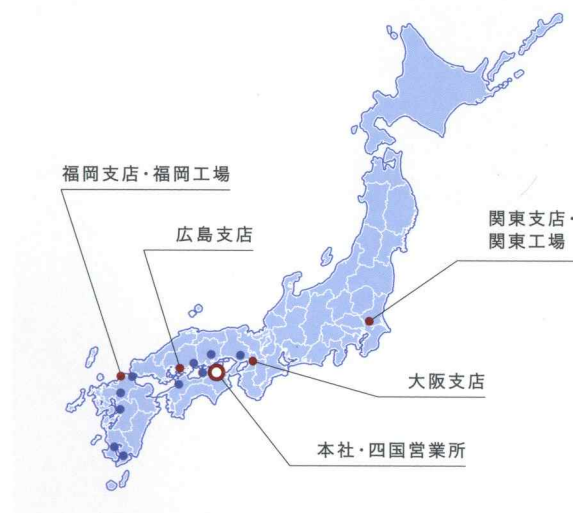 福岡支店・福岡工場
広島支店
関東支店・
関東工場
大阪支店
本社・四国営業所